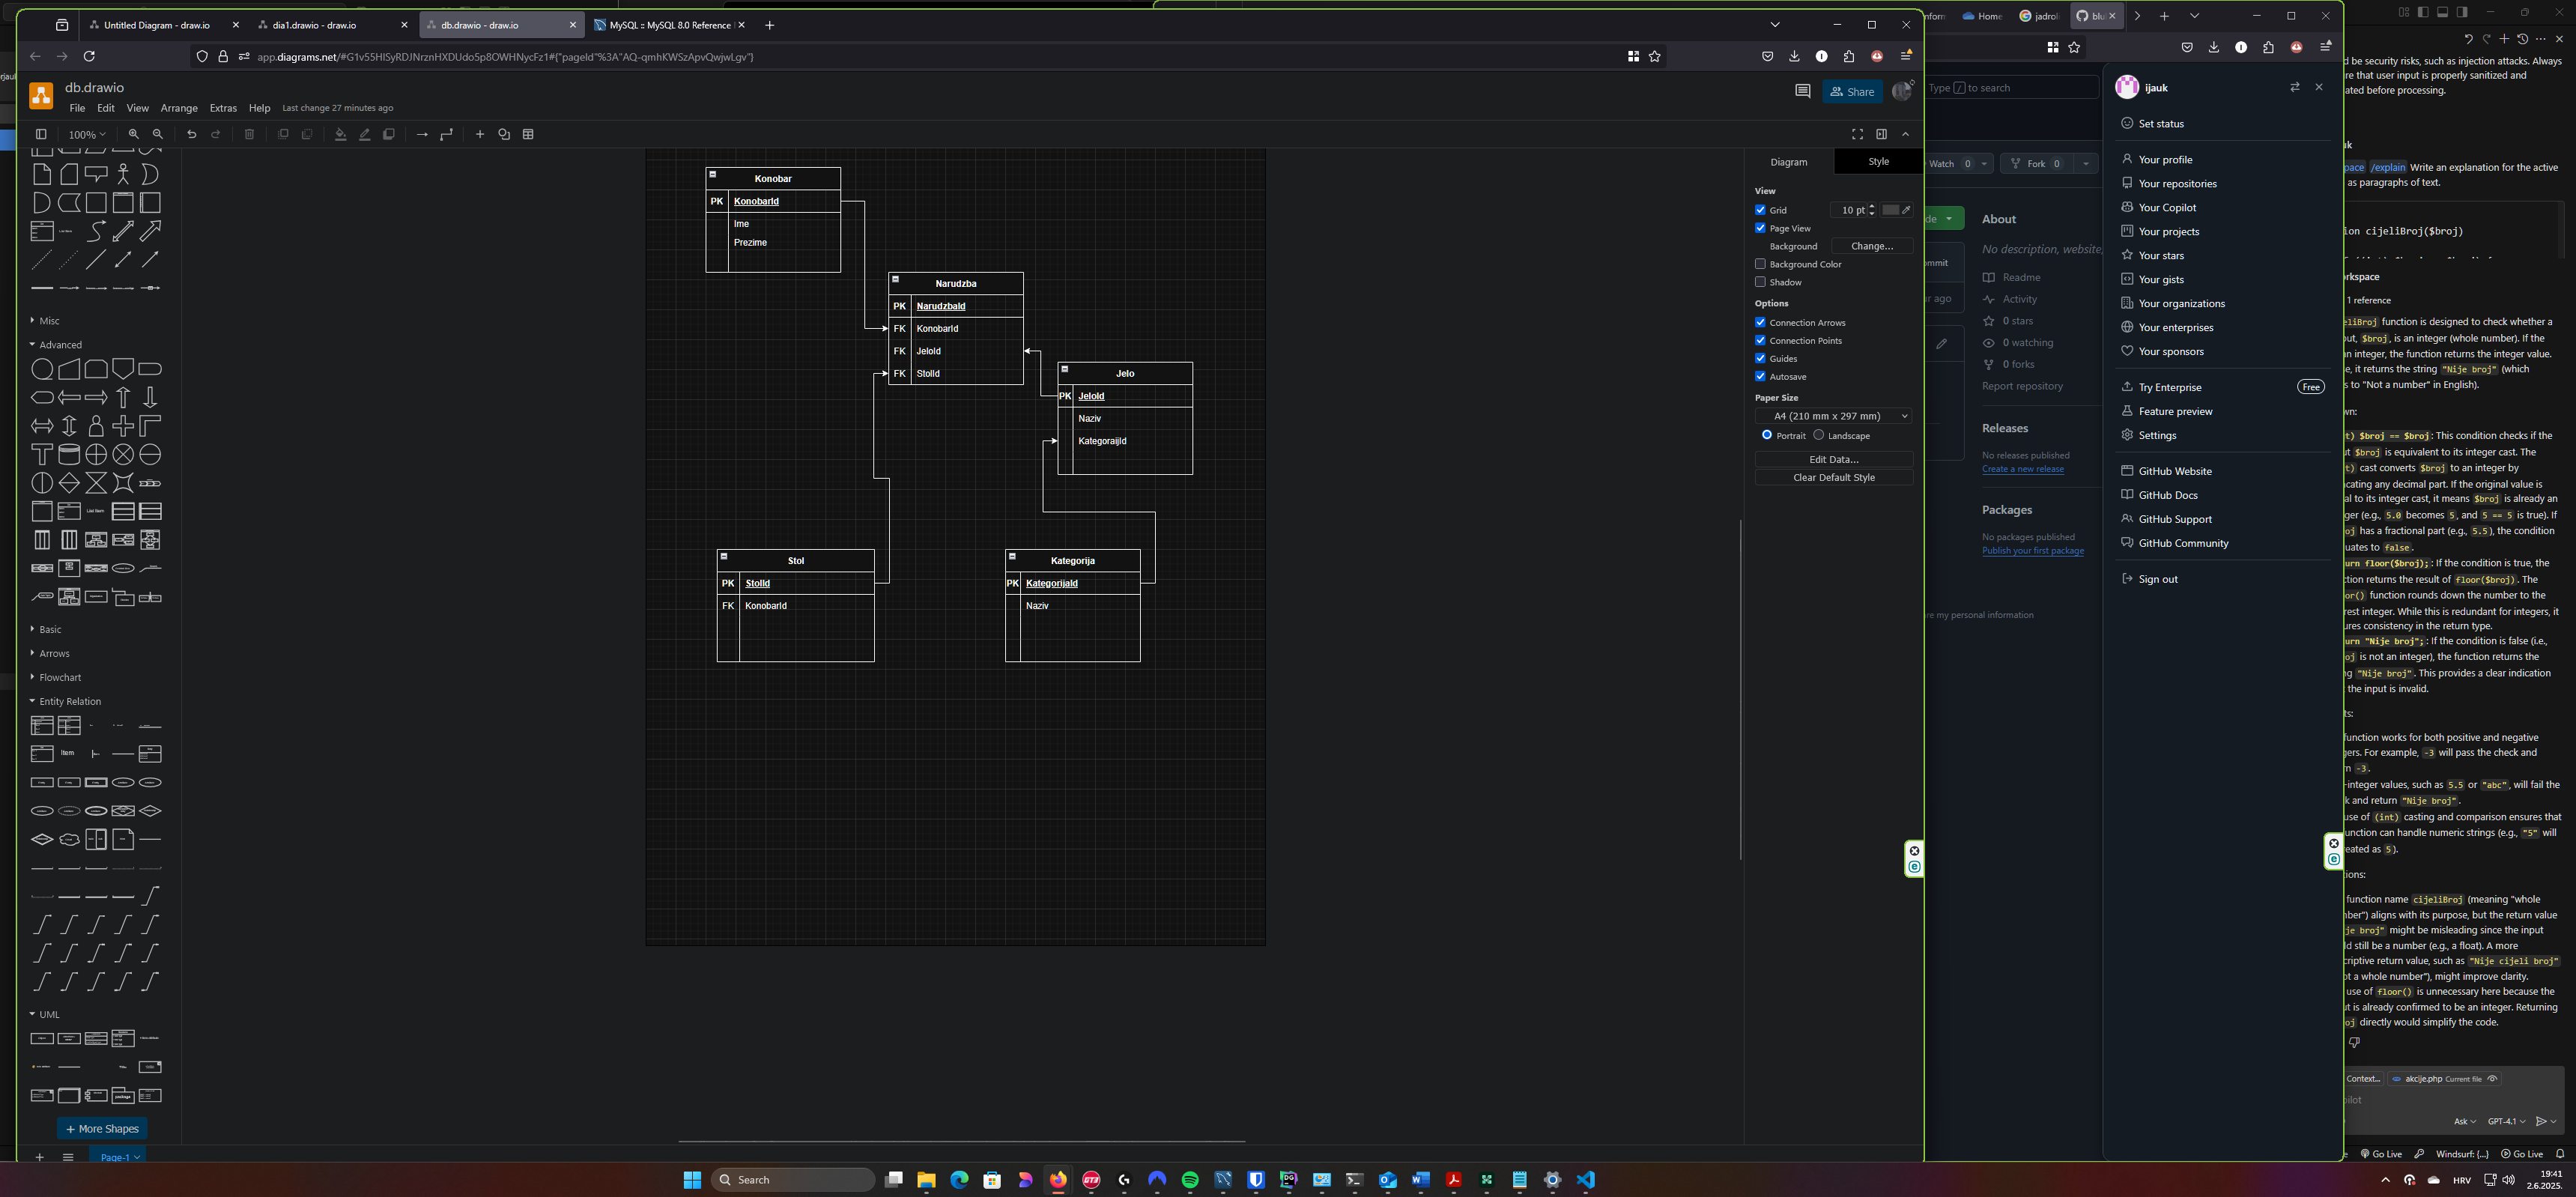 Untitled Diagram - draw.io
dia1.drawio - draw.io
db.drawio - draw.io
MySQL :: MySQL 8.0 Reference
app.diagrams.net/#G1v55HISyRDJNrznHXDUdo5p8OWHNycFz1#{"pageId"%3A"AQ-qmhKWSzApvQwjwLgv"}
db.drawio
File Edit View Arrange Extras Help Last change 27 minutes ago
Share
100%
Misc
Advanced
Basic
Arrows
Flowchart
Entity Relation
Item
UML
More Shapes
Page-1
Konobar
PK KonobarId
Ime
Prezime
Narudzba
PK NarudzbaId
FK KonobarId
FK JeloId
FK StolId
Jelo
PK JeloId
Naziv
KategoraijId
Stol
PK StolId
FK KonobarId
Kategorija
PK KategorijaId
Naziv
Diagram Style
View
Grid 10 pt
Page View
Background Change...
Background Color
Shadow
Options
Connection Arrows
Connection Points
Guides
Autosave
Paper Size
A4 (210 mm x 297 mm)
Portrait Landscape
Edit Data...
Clear Default Style
Home
jadroli
Type / to search
Watch 0 Fork 0
About
No description, website,
Readme
Activity
0 stars
0 watching
0 forks
Report repository
Releases
No releases published
Create a new release
Packages
No packages published
Publish your first package
my personal information
ijauk
Set status
Your profile
Your repositories
Your Copilot
Your projects
Your stars
Your gists
Your organizations
Your enterprises
Your sponsors
Try Enterprise Free
Feature preview
Settings
GitHub Website
GitHub Docs
GitHub Support
GitHub Community
Sign out
d be security risks, such as injection attacks. Always
re that user input is properly sanitized and
ated before processing.
/explain Write an explanation for the active
as paragraphs of text.
ion cijeliBroj($broj)
1 reference
function is designed to check whether a
out, $broj, is an integer (whole number). If the
n integer, the function returns the integer value.
e, it returns the string "Nije broj" (which
s to "Not a number" in English).
wn:
t) $broj == $broj: This condition checks if the
ut $broj is equivalent to its integer cast. The
t) cast converts $broj to an integer by
cating any decimal part. If the original value is
al to its integer cast, it means $broj is already an
ger (e.g., 5.0 becomes 5, and 5 == 5 is true). If
oj has a fractional part (e.g., 5.5), the condition
uates to false.
urn floor($broj);: If the condition is true, the
ction returns the result of floor($broj). The
or() function rounds down the number to the
rest integer. While this is redundant for integers, it
ures consistency in the return type.
urn "Nije broj";: If the condition is false (i.e.,
oj is not an integer), the function returns the
ng "Nije broj". This provides a clear indication
the input is invalid.
ts:
function works for both positive and negative
gers. For example, -3 will pass the check and
n -3.
-integer values, such as 5.5 or "abc", will fail the
k and return "Nije broj".
use of (int) casting and comparison ensures that
unction can handle numeric strings (e.g., "5" will
reated as 5).
tions:
function name cijeliBroj (meaning "whole
mber") aligns with its purpose, but the return value
je broj" might be misleading since the input
ld still be a number (e.g., a float). A more
criptive return value, such as "Nije cijeli broj"
ot a whole number"), might improve clarity.
use of floor() is unnecessary here because the
ut is already confirmed to be an integer. Returning
oj directly would simplify the code.
Context... akcije.php Current file
Ask GPT-4.1
Go Live Windsurf: {...} Go Live
Search
HRV
19:41
2.6.2025.